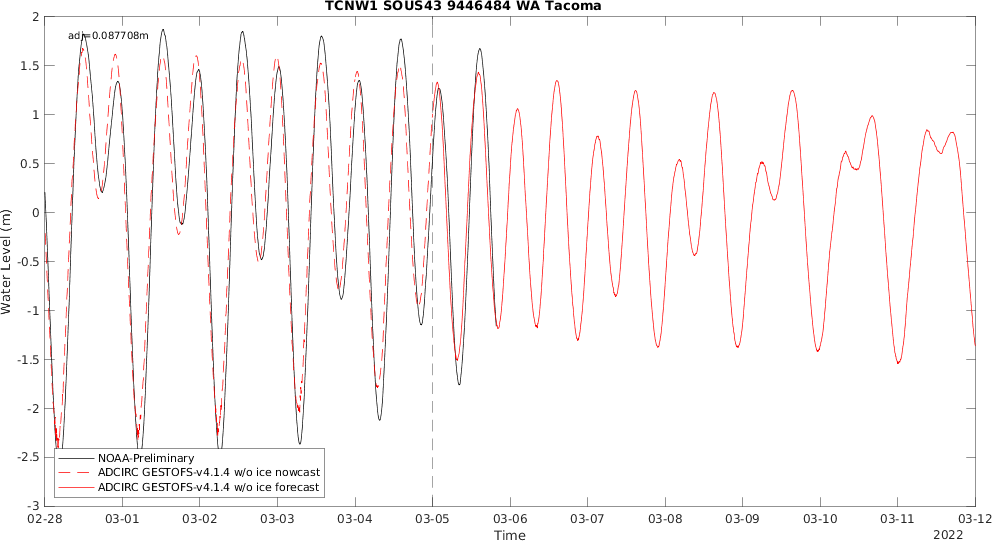 TCNW1 SOUS43 9446484 WA Tacoma
adj=0.087708m
Water Level (m)
2
1.5
1
0.5
0
-0.5
-1
-1.5
-2
-2.5
-3
NOAA-Preliminary
ADCIRC GESTOFS-v4.1.4 w/o ice nowcast
ADCIRC GESTOFS-v4.1.4 w/o ice forecast
02-28 03-01 03-02 03-03 03-04 03-05 03-06 03-07 03-08 03-09 03-10 03-11 03-12
Time
2022